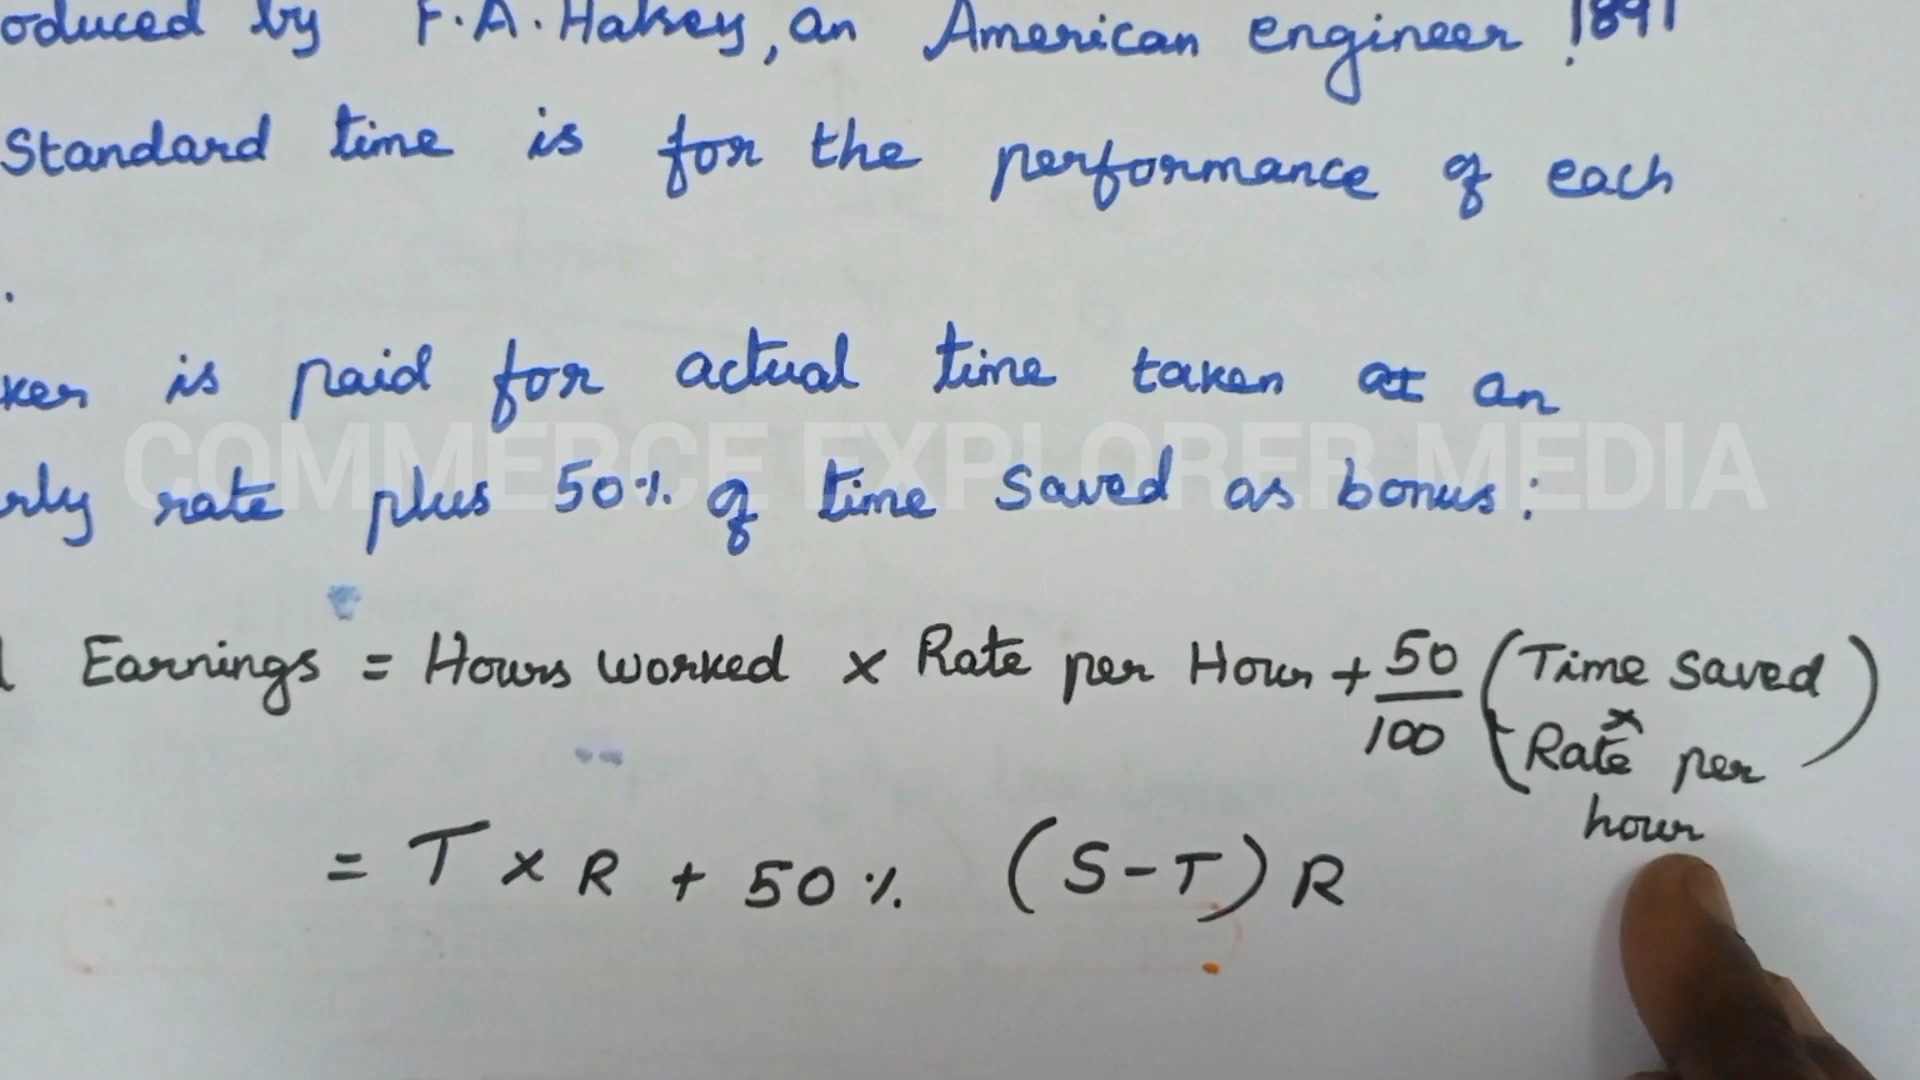 oduced by F.A. Halsey, an American engineer 1891
Standard time is for the performance of each
.
ker is paid for actual time taken at an
rly rate plus 50% of time saved as bonus:
COMMERCE EXPLORER MEDIA
l Earnings = Hours worked x Rate per Hour + 50/100 (Time saved
x
Rate per)
hour
= T x R + 50% (S-T) R